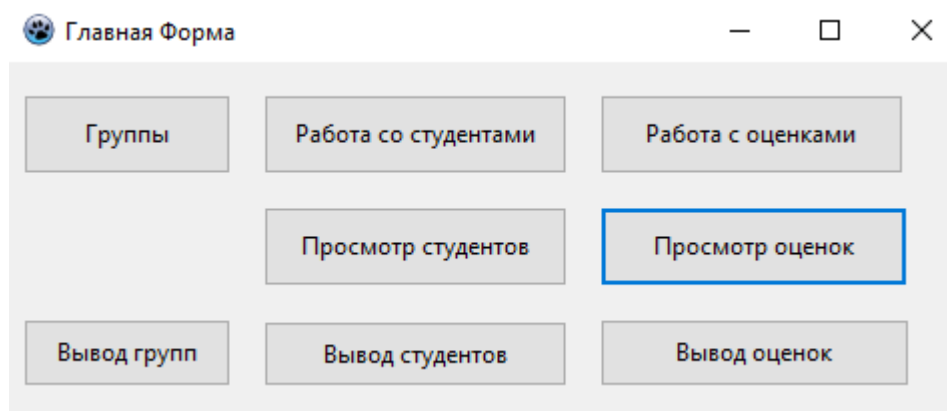 Главная Форма
Группы
Работа со студентами
Работа с оценками
Просмотр студентов
Просмотр оценок
Вывод групп
Вывод студентов
Вывод оценок